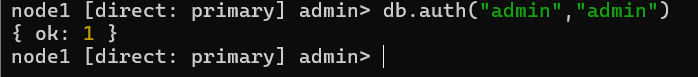 node1 [direct: primary] admin> db.auth("admin","admin")
{ ok: 1 }
node1 [direct: primary] admin>